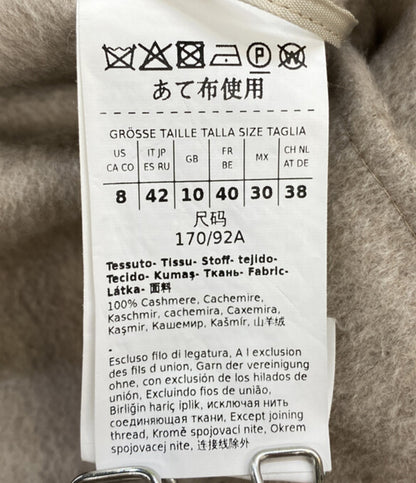 P W
あて布使用
GRÖSSE TAILLE TALLA SIZE TAGLIA
US CA CO IT JP ES RU GB FR BE MX CH NL AT DE
8 42 10 40 30 38
尺码
170/92A
Tessuto- Tissu- Stoff- tejido-
Tecido- Kumaş- Ткань- Fabric-
Látka- 面料
100% Cashmere, Cachemire,
Kaschmir, cachemira, Caxemira,
Kaşmir, Кашемир, Kašmír, 山羊绒
-
Escluso filo di legatura, A l exclusion
des fils d union, Garn der vereinigung
ohne, con exclusión de los hilados de
unión, Excluindo fios de união,
Birliğin hariç iplik, исключая нить
соединяющая ткани, Except joining
thread, Kromě spojovací nite, Okrem
spojovacej nite, 连接线除外